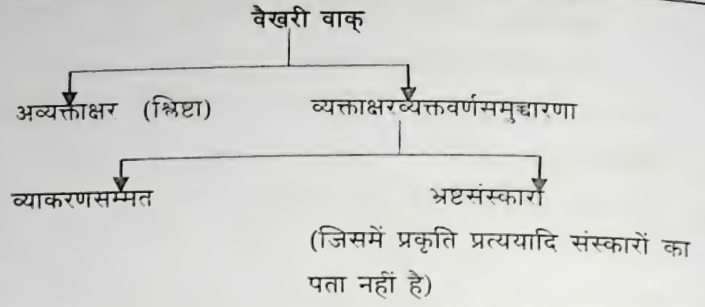 वैखरी वाक्
अव्यक्ताक्षर (श्लिष्टा) व्यक्ताक्षरव्यक्तवर्णसमुच्चारणा
व्याकरणसम्मत भ्रष्टसंस्कारा
(जिसमें प्रकृति प्रत्ययादि संस्कारों का
पता नहीं है)